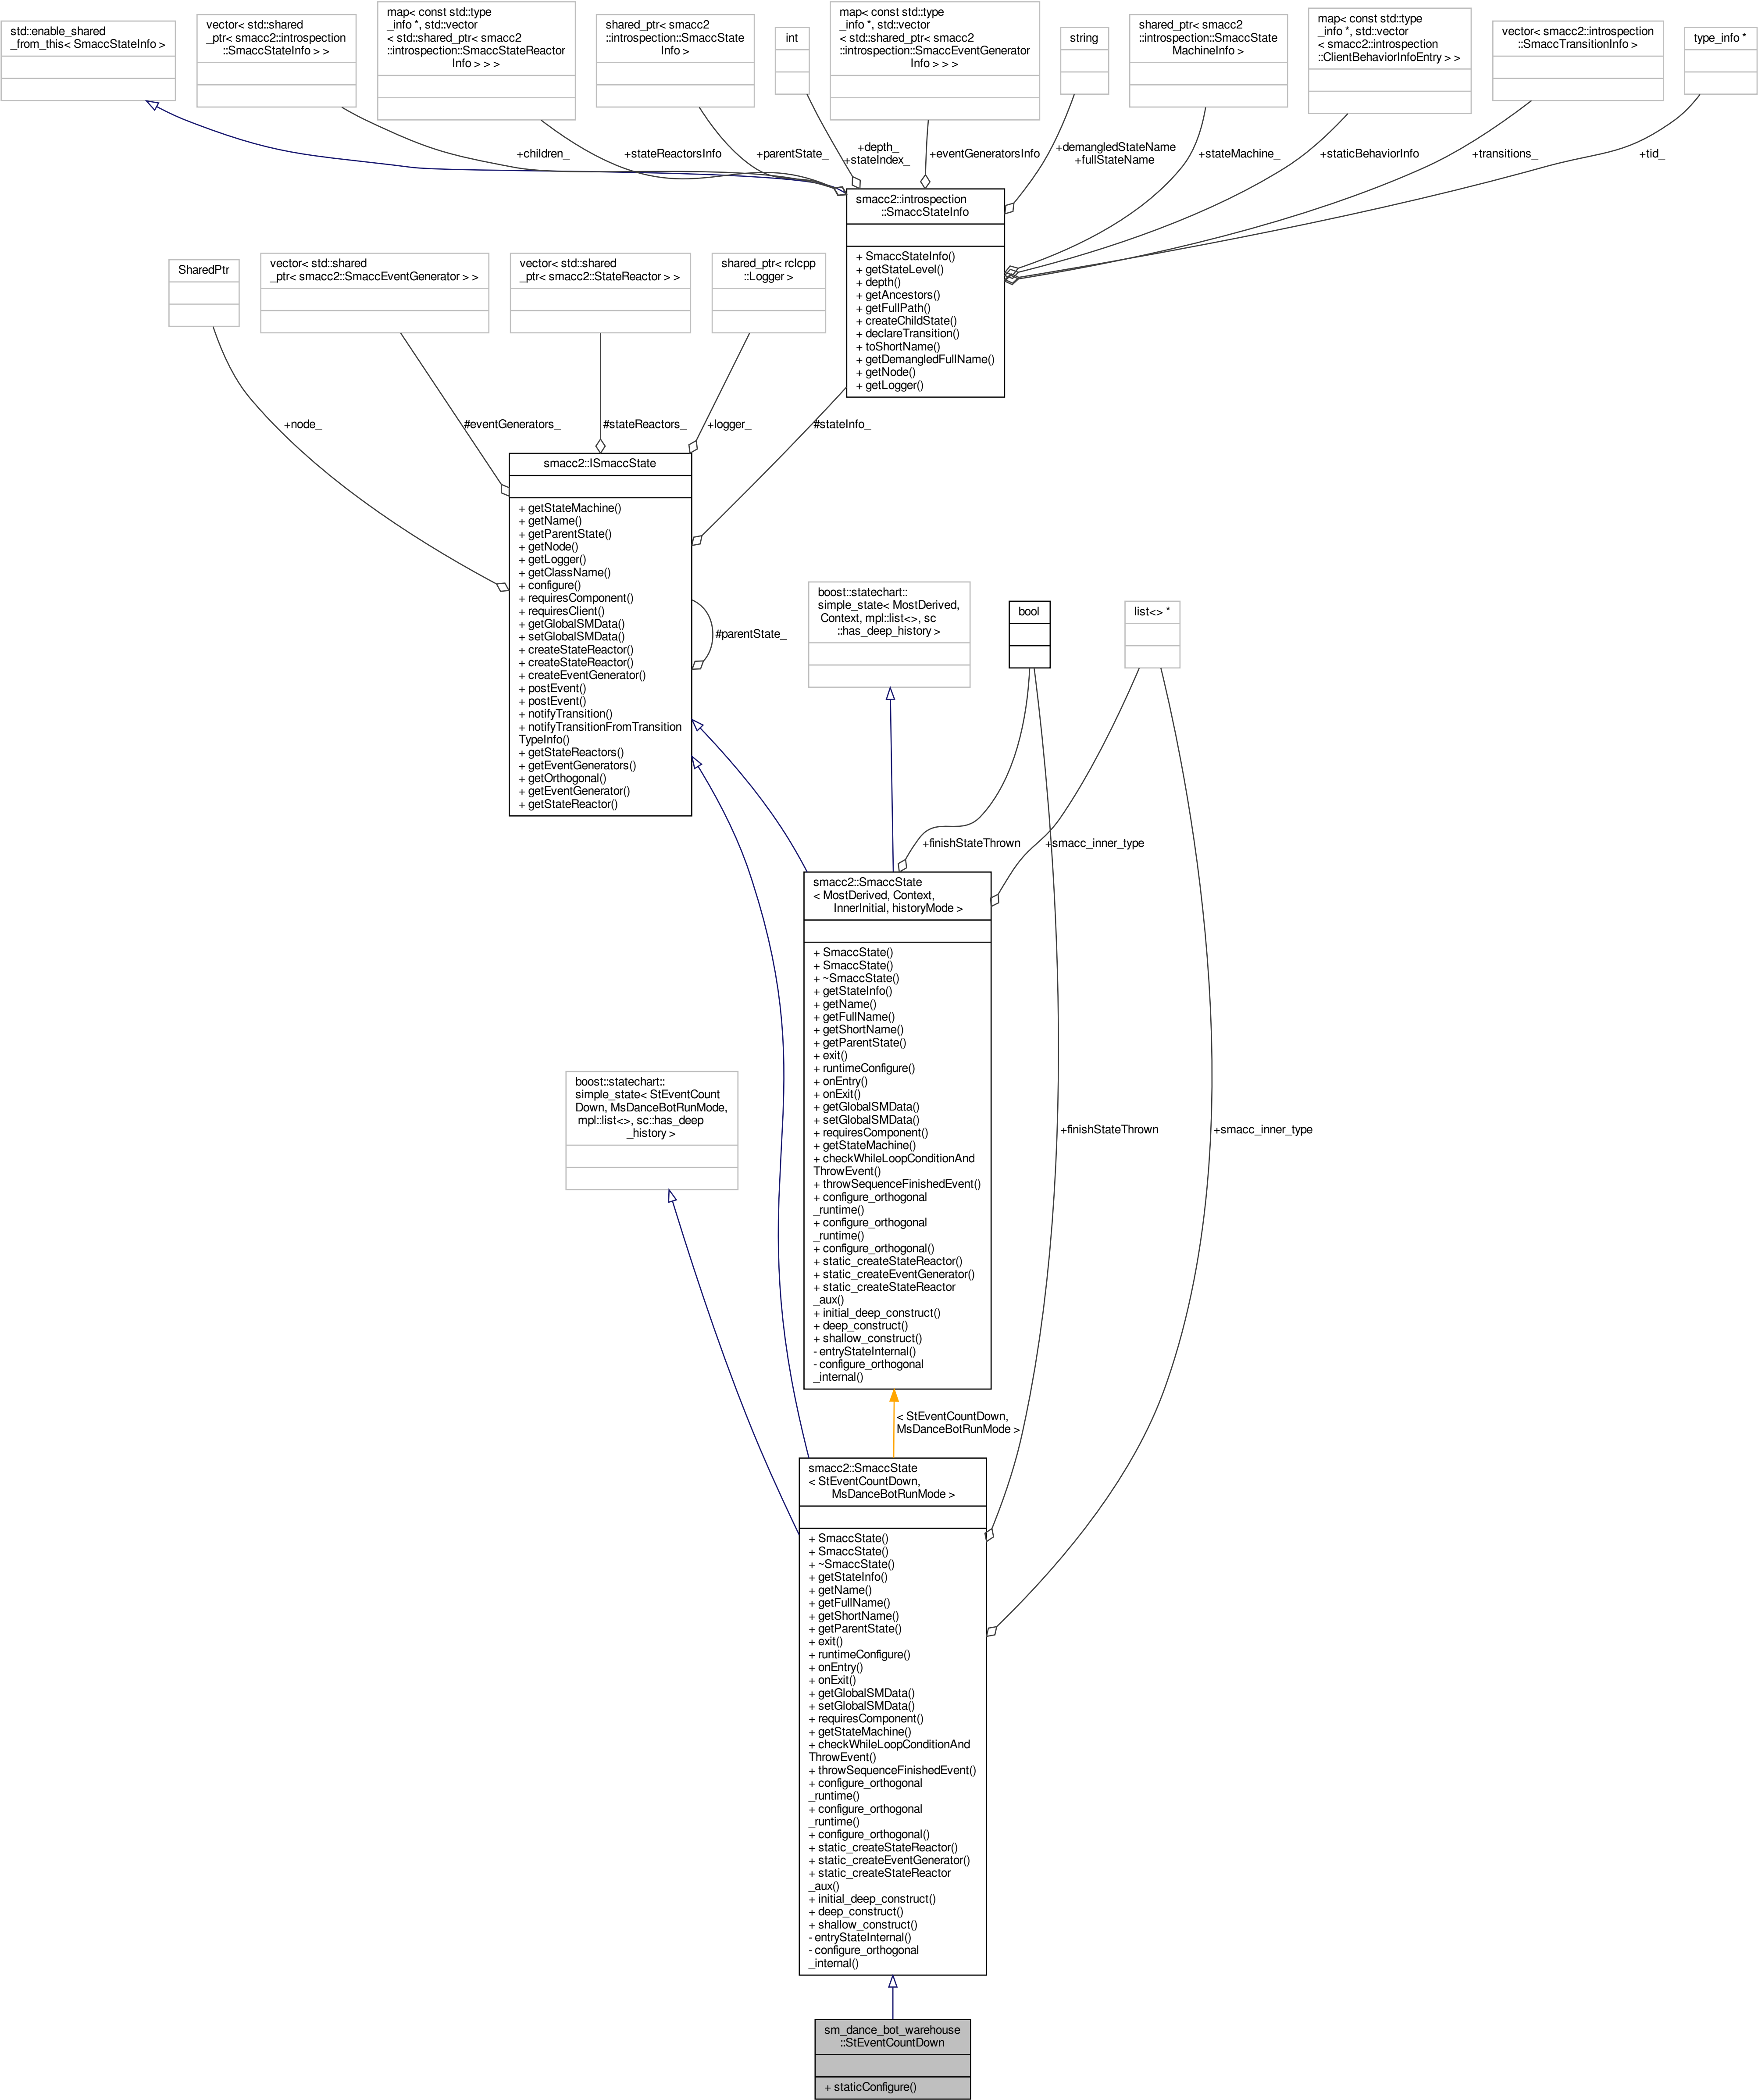 std::enable_shared
_from_this< SmaccStateInfo >
vector< std::shared
_ptr< smacc2::introspection
::SmaccStateInfo > >
map< const std::type
_info *, std::vector
< std::shared_ptr< smacc2
::introspection::SmaccStateReactor
Info > > >
shared_ptr< smacc2
::introspection::SmaccState
Info >
int
map< const std::type
_info *, std::vector
< std::shared_ptr< smacc2
::introspection::SmaccEventGenerator
Info > > >
string
shared_ptr< smacc2
::introspection::SmaccState
MachineInfo >
map< const std::type
_info *, std::vector
< smacc2::introspection
::ClientBehaviorInfoEntry > >
vector< smacc2::introspection
::SmaccTransitionInfo >
type_info *
+children_
+stateReactorsInfo
+parentState_
+depth_
+stateIndex_
+eventGeneratorsInfo
+demangledStateName
+fullStateName
+stateMachine_
+staticBehaviorInfo
+transitions_
+tid_
smacc2::introspection
::SmaccStateInfo
+ SmaccStateInfo()
+ getStateLevel()
+ depth()
+ getAncestors()
+ getFullPath()
+ createChildState()
+ declareTransition()
+ toShortName()
+ getDemangledFullName()
+ getNode()
+ getLogger()
SharedPtr
vector< std::shared
_ptr< smacc2::SmaccEventGenerator > >
vector< std::shared
_ptr< smacc2::StateReactor > >
shared_ptr< rclcpp
::Logger >
+node_
#eventGenerators_
#stateReactors_
+logger_
#stateInfo_
smacc2::ISmaccState
+ getStateMachine()
+ getName()
+ getParentState()
+ getNode()
+ getLogger()
+ getClassName()
+ configure()
+ requiresComponent()
+ requiresClient()
+ getGlobalSMData()
+ setGlobalSMData()
+ createStateReactor()
+ createStateReactor()
+ createEventGenerator()
+ postEvent()
+ postEvent()
+ notifyTransition()
+ notifyTransitionFromTransition
TypeInfo()
+ getStateReactors()
+ getEventGenerators()
+ getOrthogonal()
+ getEventGenerator()
+ getStateReactor()
#parentState_
boost::statechart::
simple_state< MostDerived,
Context, mpl::list<>, sc
::has_deep_history >
bool
list<> *
+finishStateThrown
+smacc_inner_type
smacc2::SmaccState
< MostDerived, Context,
InnerInitial, historyMode >
+ SmaccState()
+ SmaccState()
+ ~SmaccState()
+ getStateInfo()
+ getName()
+ getFullName()
+ getShortName()
+ getParentState()
+ exit()
+ runtimeConfigure()
+ onEntry()
+ onExit()
+ getGlobalSMData()
+ setGlobalSMData()
+ requiresComponent()
+ getStateMachine()
+ checkWhileLoopConditionAnd
ThrowEvent()
+ throwSequenceFinishedEvent()
+ configure_orthogonal
_runtime()
+ configure_orthogonal
_runtime()
+ configure_orthogonal()
+ static_createStateReactor()
+ static_createEventGenerator()
+ static_createStateReactor
_aux()
+ initial_deep_construct()
+ deep_construct()
+ shallow_construct()
- entryStateInternal()
- configure_orthogonal
_internal()
boost::statechart::
simple_state< StEventCount
Down, MsDanceBotRunMode,
mpl::list<>, sc::has_deep
_history >
+finishStateThrown
+smacc_inner_type
< StEventCountDown,
MsDanceBotRunMode >
smacc2::SmaccState
< StEventCountDown,
MsDanceBotRunMode >
+ SmaccState()
+ SmaccState()
+ ~SmaccState()
+ getStateInfo()
+ getName()
+ getFullName()
+ getShortName()
+ getParentState()
+ exit()
+ runtimeConfigure()
+ onEntry()
+ onExit()
+ getGlobalSMData()
+ setGlobalSMData()
+ requiresComponent()
+ getStateMachine()
+ checkWhileLoopConditionAnd
ThrowEvent()
+ throwSequenceFinishedEvent()
+ configure_orthogonal
_runtime()
+ configure_orthogonal
_runtime()
+ configure_orthogonal()
+ static_createStateReactor()
+ static_createEventGenerator()
+ static_createStateReactor
_aux()
+ initial_deep_construct()
+ deep_construct()
+ shallow_construct()
- entryStateInternal()
- configure_orthogonal
_internal()
sm_dance_bot_warehouse
::StEventCountDown
+ staticConfigure()